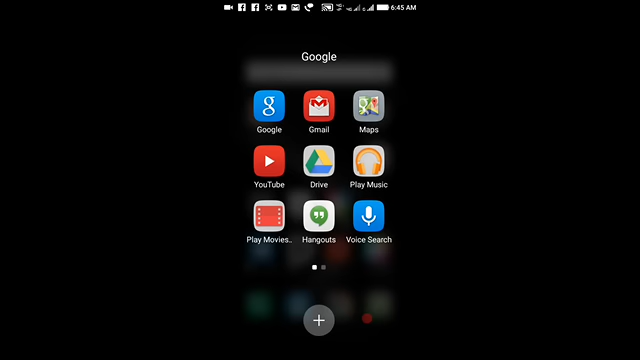 6:45 AM
Google
Google Gmail Maps
YouTube Drive Play Music
Play Movies.. Hangouts Voice Search